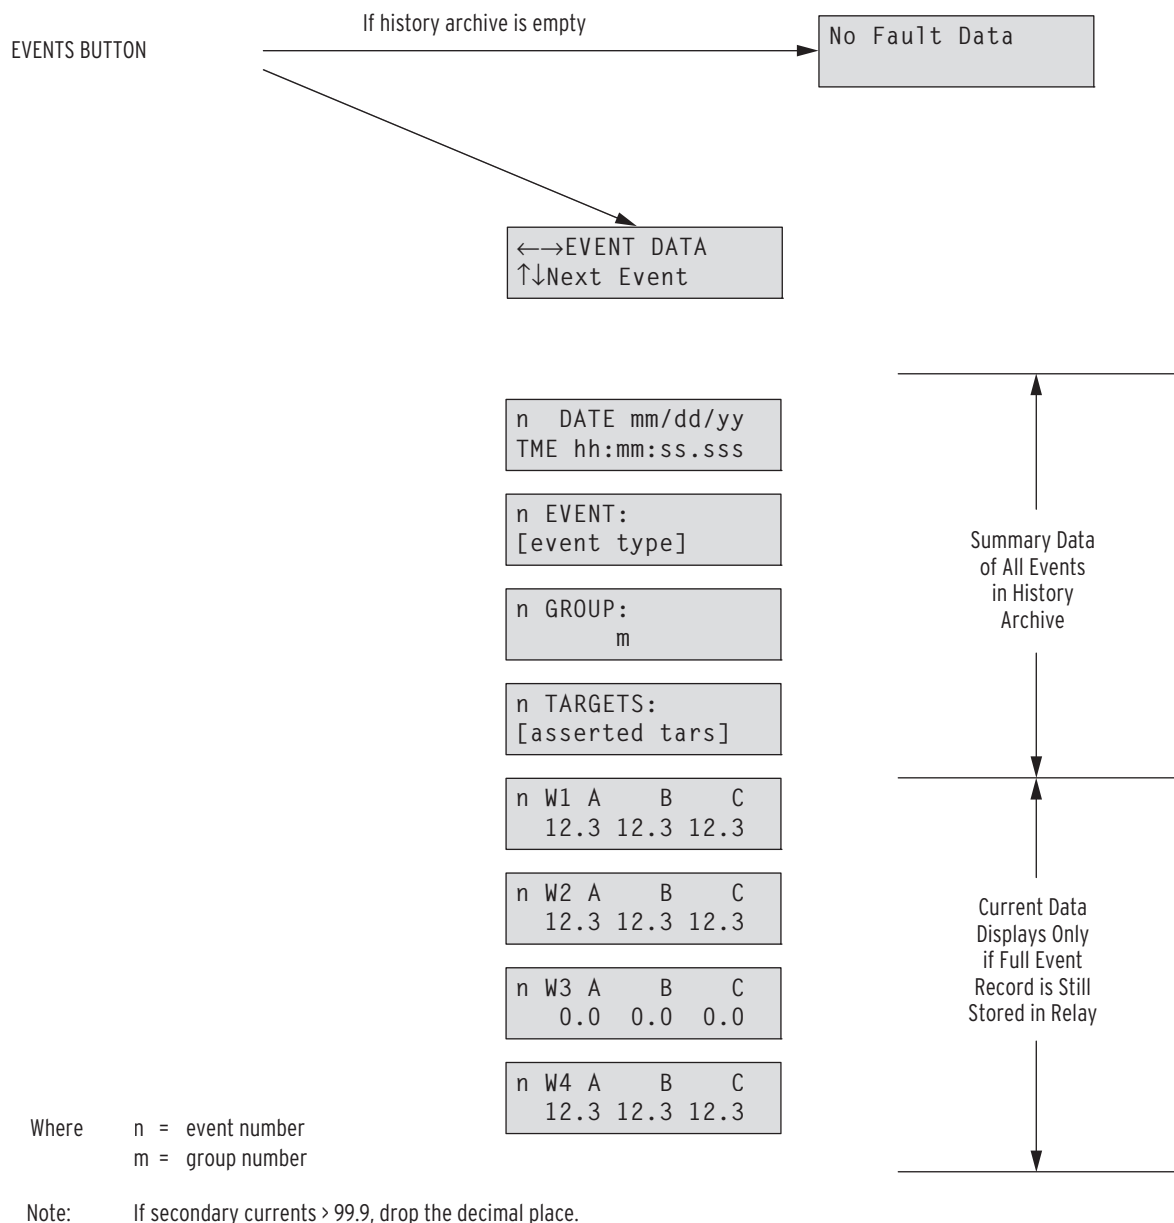 If history archive is empty
EVENTS BUTTON
No Fault Data
←→EVENT DATA
↑↓Next Event
n  DATE mm/dd/yy
TME hh:mm:ss.sss
n EVENT:
[event type]
n GROUP:
m
n TARGETS:
[asserted tars]
Summary Data
of All Events
in History
Archive
n W1 A   B   C
12.3 12.3 12.3
n W2 A   B   C
12.3 12.3 12.3
n W3 A   B   C
0.0  0.0  0.0
n W4 A   B   C
12.3 12.3 12.3
Current Data
Displays Only
if Full Event
Record is Still
Stored in Relay
Where n = event number
m = group number
Note: If secondary currents > 99.9, drop the decimal place.